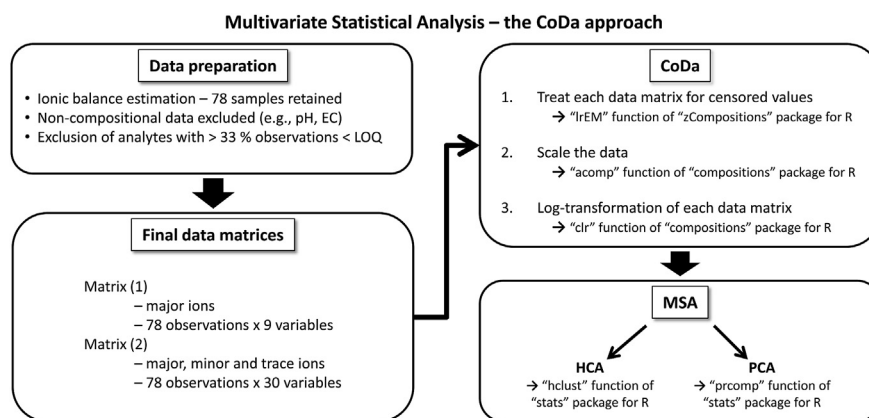 Multivariate Statistical Analysis – the CoDa approach
Data preparation
• Ionic balance estimation – 78 samples retained
• Non-compositional data excluded (e.g., pH, EC)
• Exclusion of analytes with > 33 % observations < LOQ
Final data matrices
Matrix (1)
– major ions
– 78 observations x 9 variables
Matrix (2)
– major, minor and trace ions
– 78 observations x 30 variables
CoDa
1. Treat each data matrix for censored values
→ “lrEM” function of “zCompositions” package for R
2. Scale the data
→ “acomp” function of “compositions” package for R
3. Log-transformation of each data matrix
→ “clr” function of “compositions” package for R
MSA
HCA
→ “hclust” function of
“stats” package for R
PCA
→ “prcomp” function of
“stats” package for R